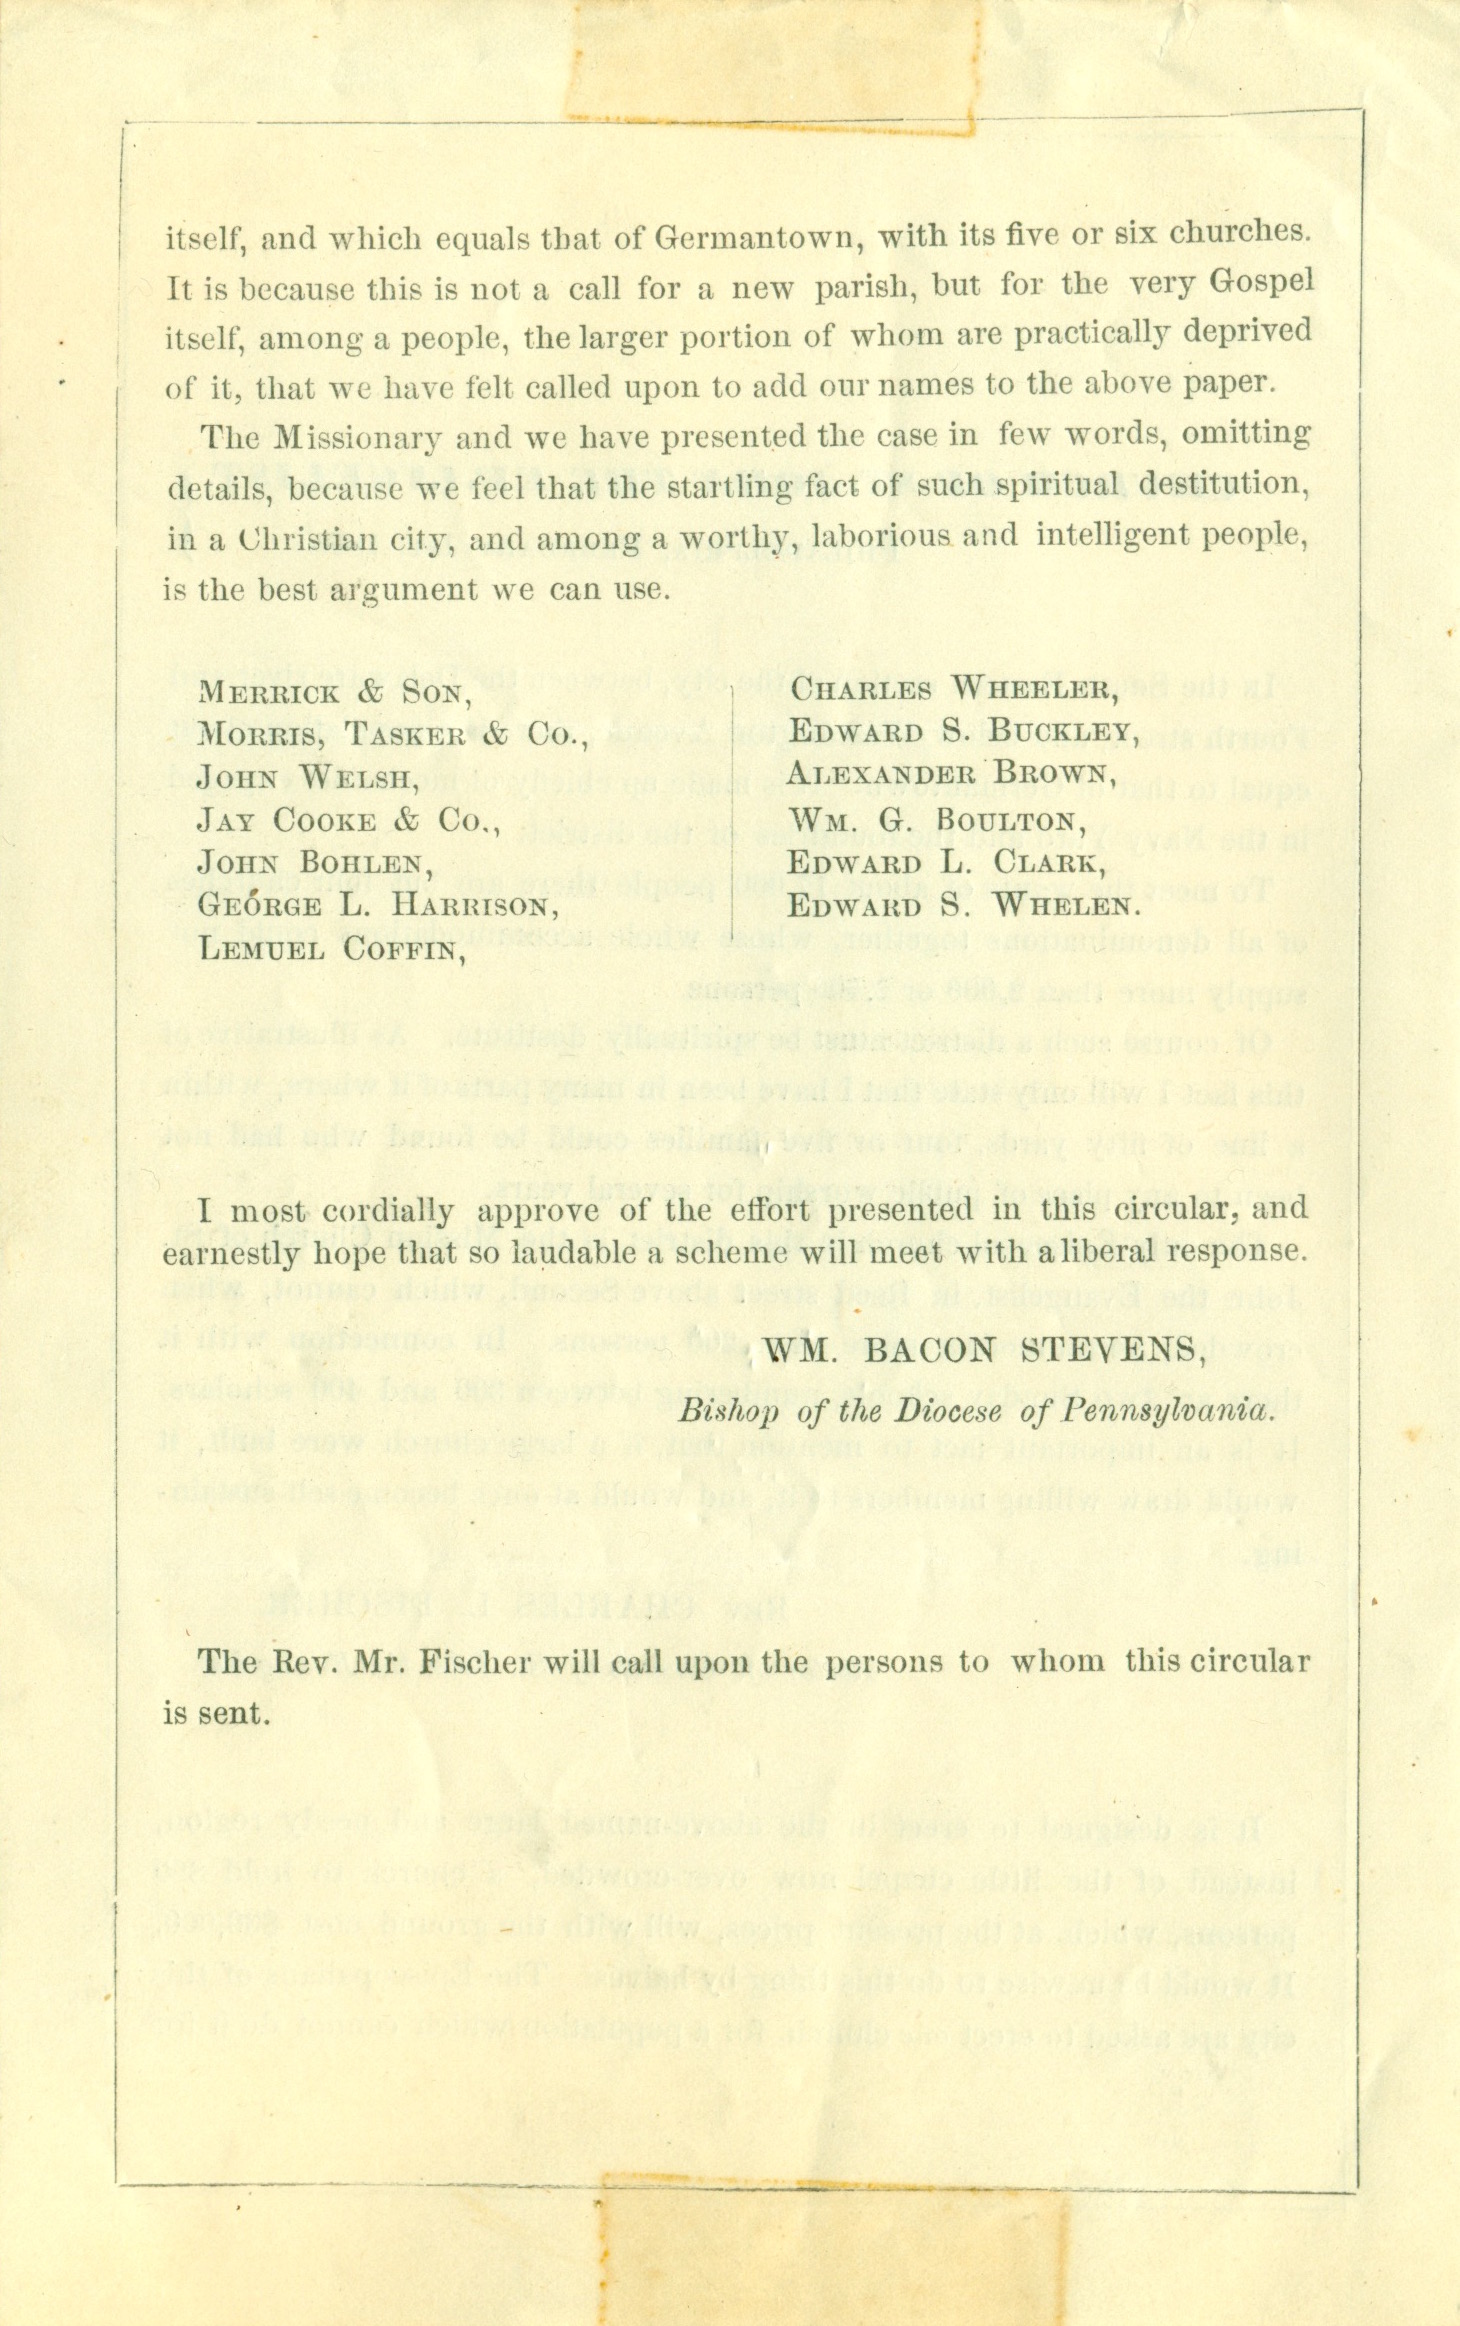 itself, and which equals that of Germantown, with its five or six churches.
It is because this is not a call for a new parish, but for the very Gospel
itself, among a people, the larger portion of whom are practically deprived
of it, that we have felt called upon to add our names to the above paper.
The Missionary and we have presented the case in few words, omitting
details, because we feel that the startling fact of such spiritual destitution,
in a Christian city, and among a worthy, laborious and intelligent people,
is the best argument we can use.
MERRICK & SON,
MORRIS, TASKER & CO.,
JOHN WELSH,
JAY COOKE & CO.,
JOHN BOHLEN,
GEORGE L. HARRISON,
LEMUEL COFFIN,
CHARLES WHEELER,
EDWARD S. BUCKLEY,
ALEXANDER BROWN,
WM. G. BOULTON,
EDWARD L. CLARK,
EDWARD S. WHELEN.
I most cordially approve of the effort presented in this circular, and
earnestly hope that so laudable a scheme will meet with a liberal response.
WM. BACON STEVENS,
Bishop of the Diocese of Pennsylvania.
The Rev. Mr. Fischer will call upon the persons to whom this circular
is sent.